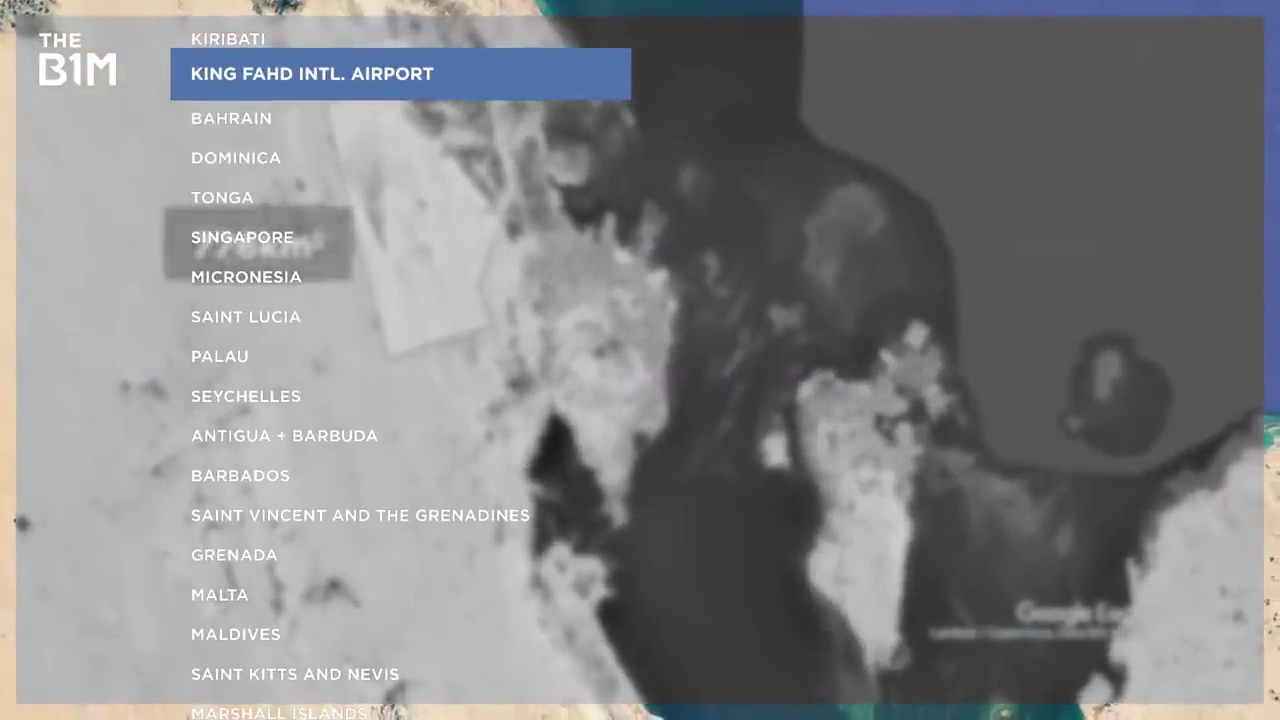 THE
B1M
KIRIBATI
KING FAHD INTL. AIRPORT
BAHRAIN
DOMINICA
TONGA
SINGAPORE
MICRONESIA
SAINT LUCIA
PALAU
SEYCHELLES
ANTIGUA + BARBUDA
BARBADOS
SAINT VINCENT AND THE GRENADINES
GRENADA
MALTA
MALDIVES
SAINT KITTS AND NEVIS
MARSHALL ISLANDS
Google